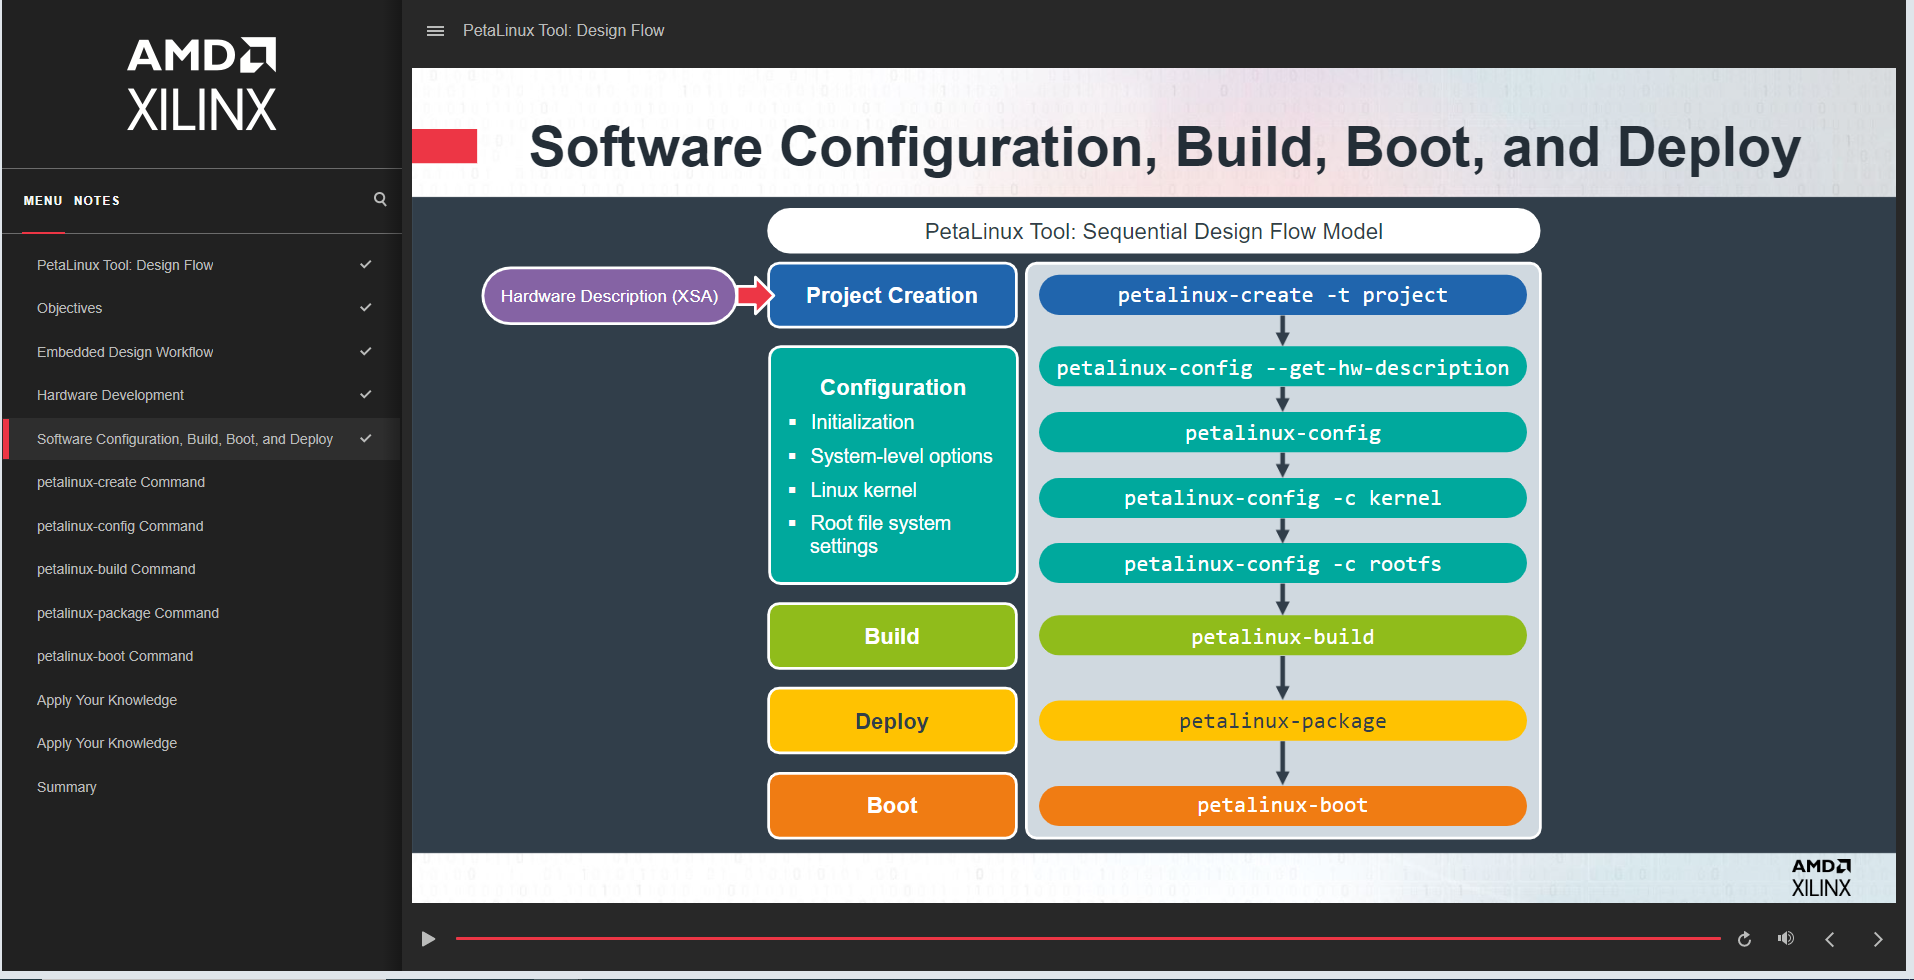 AMD
XILINX
MENU NOTES
PetaLinux Tool: Design Flow
Objectives
Embedded Design Workflow
Hardware Development
Software Configuration, Build, Boot, and Deploy
petalinux-create Command
petalinux-config Command
petalinux-build Command
petalinux-package Command
petalinux-boot Command
Apply Your Knowledge
Apply Your Knowledge
Summary
PetaLinux Tool: Design Flow
Software Configuration, Build, Boot, and Deploy
PetaLinux Tool: Sequential Design Flow Model
Hardware Description (XSA)
Project Creation
petalinux-create -t project
Configuration
▪ Initialization
▪ System-level options
▪ Linux kernel
▪ Root file system
settings
petalinux-config --get-hw-description
petalinux-config
petalinux-config -c kernel
petalinux-config -c rootfs
Build
petalinux-build
Deploy
petalinux-package
Boot
petalinux-boot
AMD
XILINX